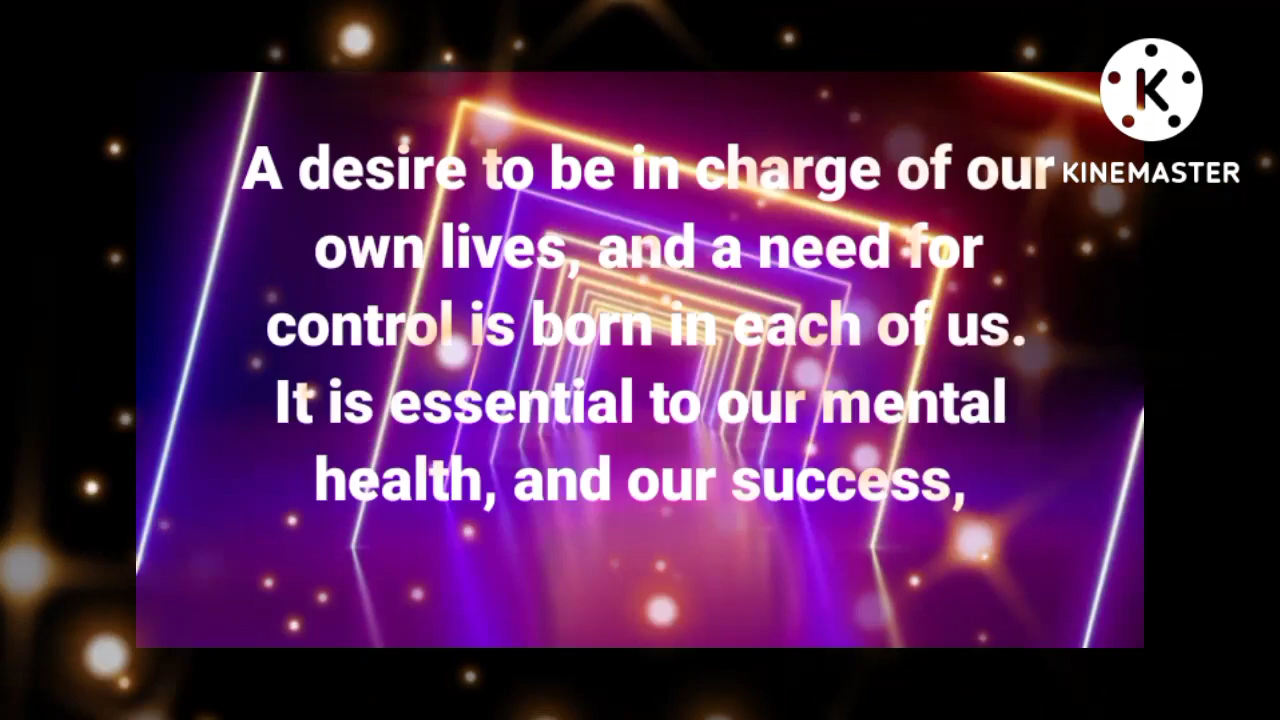 A desire to be in charge of our
own lives, and a need for
control is born in each of us.
It is essential to our mental
health, and our success,
K
KINEMASTER